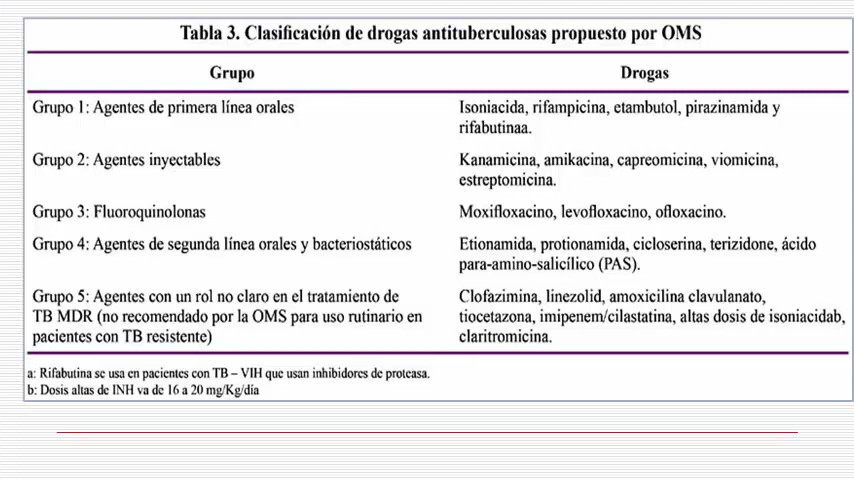 Tabla 3. Clasificación de drogas antituberculosas propuesto por OMS
Grupo Drogas
Grupo 1: Agentes de primera línea orales Isoniacida, rifampicina, etambutol, pirazinamida y
rifabutinaa.
Grupo 2: Agentes inyectables Kanamicina, amikacina, capreomicina, viomicina,
estreptomicina.
Grupo 3: Fluoroquinolonas Moxifloxacino, levofloxacino, ofloxacino.
Grupo 4: Agentes de segunda línea orales y bacteriostáticos Etionamida, protionamida, cicloserina, terizidone, ácido
para-amino-salicílico (PAS).
Grupo 5: Agentes con un rol no claro en el tratamiento de Clofazimina, linezolid, amoxicilina clavulanato,
TB MDR (no recomendado por la OMS para uso rutinario en tiocetazona, imipenem/cilastatina, altas dosis de isoniacidab,
pacientes con TB resistente) claritromicina.
a: Rifabutina se usa en pacientes con TB – VIH que usan inhibidores de proteasa.
b: Dosis altas de INH va de 16 a 20 mg/Kg/día